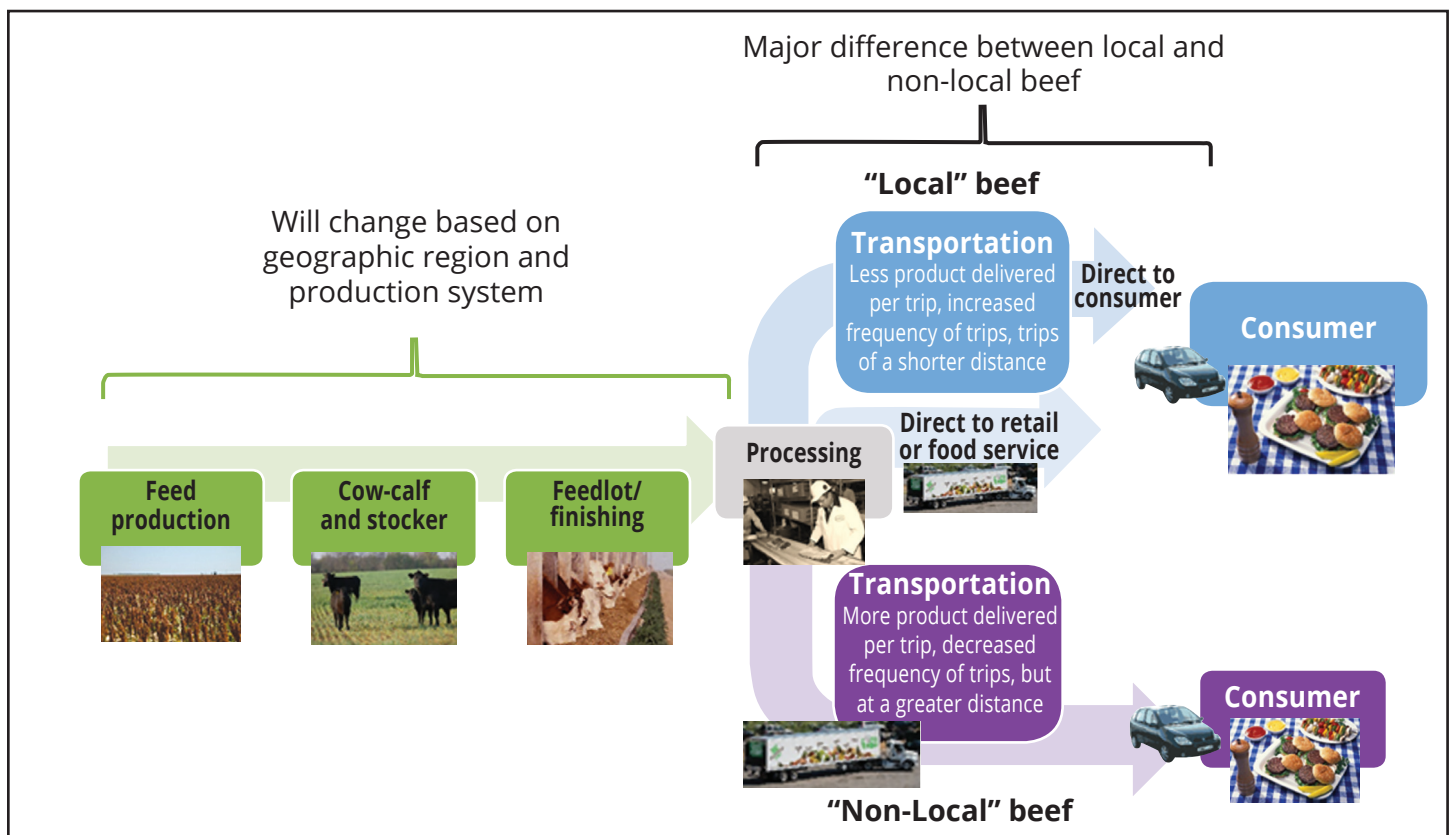 Major difference between local and
non-local beef
“Local” beef
Will change based on
geographic region and
production system
Transportation
Less product delivered
per trip, increased
frequency of trips, trips
of a shorter distance
Direct to
consumer
Consumer
Direct to retail
or food service
Processing
Feed
production
Cow-calf
and stocker
Feedlot/
finishing
Transportation
More product delivered
per trip, decreased
frequency of trips, but
at a greater distance
Consumer
“Non-Local” beef